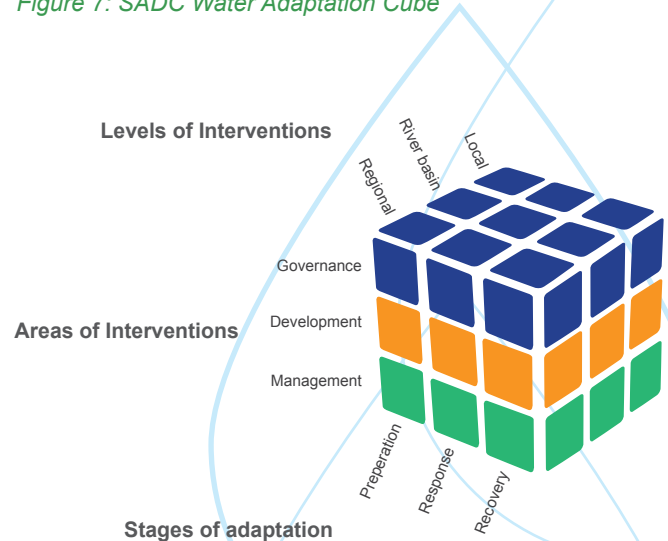 Figure 7: SADC Water Adaptation Cube
Levels of Interventions
Regional
River basin
Local
Governance
Areas of Interventions
Development
Management
Preperation
Response
Recovery
Stages of adaptation